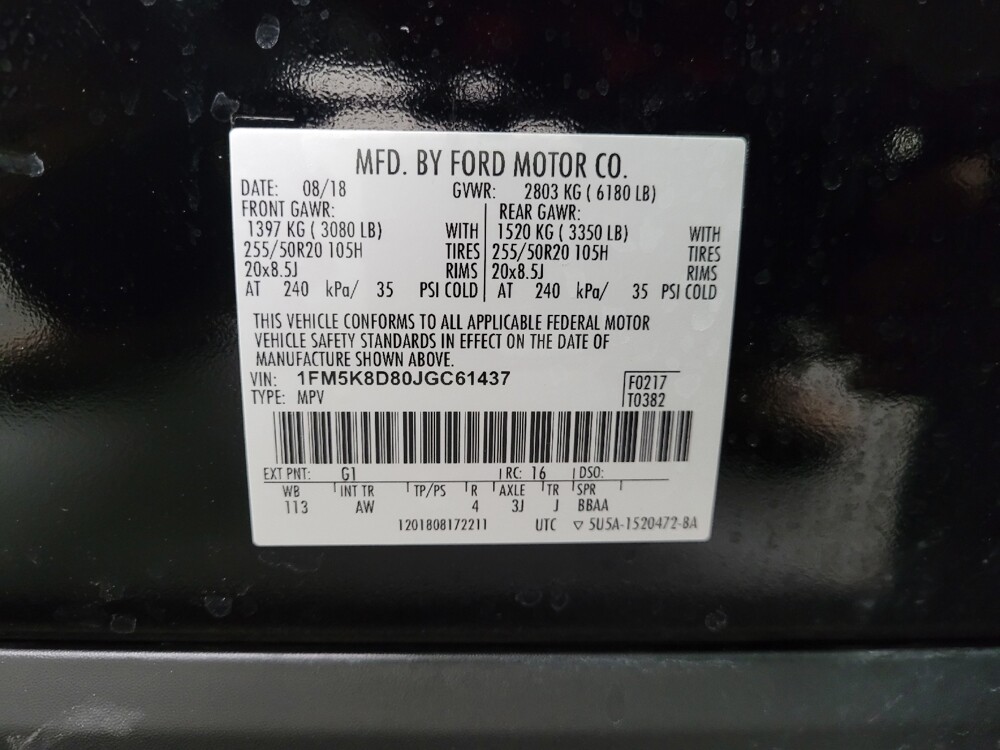 MFD. BY FORD MOTOR CO.
DATE: 08/18 GVWR: 2803 KG ( 6180 LB)
FRONT GAWR: REAR GAWR:
1397 KG ( 3080 LB) WITH 1520 KG ( 3350 LB) WITH
255/50R20 105H TIRES 255/50R20 105H TIRES
20x8.5J RIMS 20x8.5J RIMS
AT 240 kPa/ 35 PSI COLD AT 240 kPa/ 35 PSI COLD
THIS VEHICLE CONFORMS TO ALL APPLICABLE FEDERAL MOTOR
VEHICLE SAFETY STANDARDS IN EFFECT ON THE DATE OF
MANUFACTURE SHOWN ABOVE.
VIN: 1FM5K8D80JGC61437 F0217
TYPE: MPV T0382
EXT PNT: G1 RC: 16 DSO:
WB INT TR TP/PS R AXLE TR SPR
113 AW 4 3J J BBAA
1201808172211 UTC ▽ 5U5A-1520472-BA